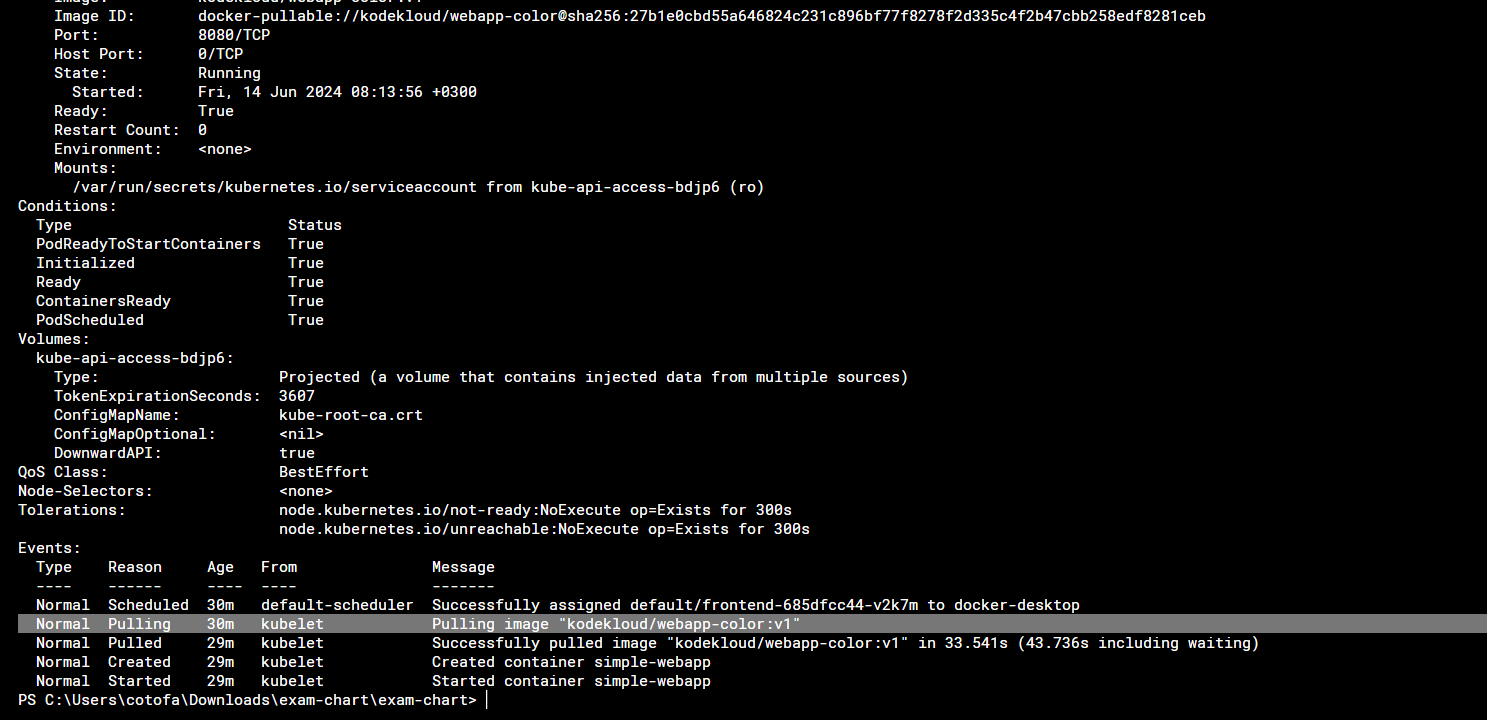 Image ID:       docker-pullable://kodekloud/webapp-color@sha256:27b1e0cbd55a646824c231c896bf77f8278f2d335c4f2b47cbb258edf8281ceb
Port:           8080/TCP
Host Port:      0/TCP
State:          Running
Started:      Fri, 14 Jun 2024 08:13:56 +0300
Ready:          True
Restart Count:  0
Environment:    <none>
Mounts:
/var/run/secrets/kubernetes.io/serviceaccount from kube-api-access-bdjp6 (ro)
Conditions:
Type                        Status
PodReadyToStartContainers   True
Initialized                 True
Ready                       True
ContainersReady             True
PodScheduled                True
Volumes:
kube-api-access-bdjp6:
Type:                    Projected (a volume that contains injected data from multiple sources)
TokenExpirationSeconds:  3607
ConfigMapName:           kube-root-ca.crt
ConfigMapOptional:       <nil>
DownwardAPI:             true
QoS Class:                   BestEffort
Node-Selectors:              <none>
Tolerations:                 node.kubernetes.io/not-ready:NoExecute op=Exists for 300s
node.kubernetes.io/unreachable:NoExecute op=Exists for 300s
Events:
Type    Reason     Age   From               Message
----    ------     ----  ----               -------
Normal  Scheduled  30m   default-scheduler  Successfully assigned default/frontend-685dfcc44-v2k7m to docker-desktop
Normal  Pulling    30m   kubelet            Pulling image "kodekloud/webapp-color:v1"
Normal  Pulled     29m   kubelet            Successfully pulled image "kodekloud/webapp-color:v1" in 33.541s (43.736s including waiting)
Normal  Created    29m   kubelet            Created container simple-webapp
Normal  Started    29m   kubelet            Started container simple-webapp
PS C:\Users\cotofa\Downloads\exam-chart\exam-chart>